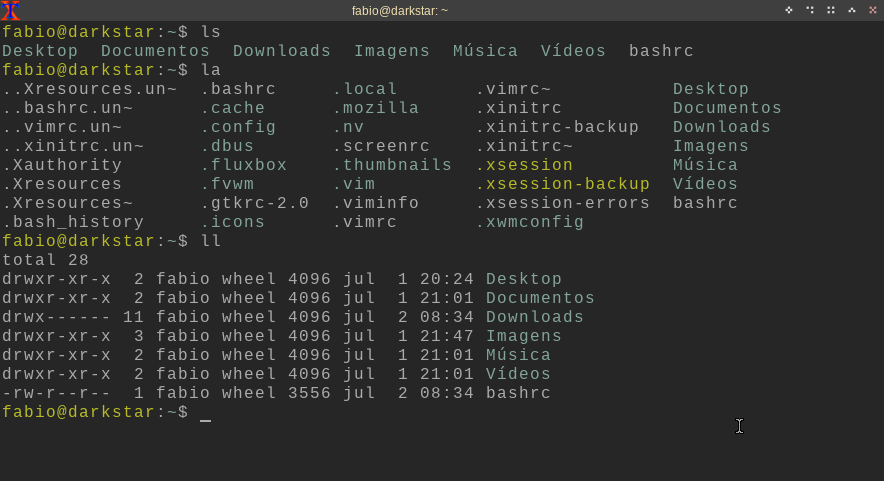 fabio@darkstar: ~
fabio@darkstar:~$ ls
Desktop  Documentos  Downloads  Imagens  Música  Vídeos  bashrc
fabio@darkstar:~$ la
..Xresources.un~  .bashrc     .local       .vimrc~           Desktop
..bashrc.un~      .cache      .mozilla     .xinitrc          Documentos
..vimrc.un~       .config     .nv          .xinitrc-backup   Downloads
..xinitrc.un~     .dbus       .screenrc    .xinitrc~         Imagens
.Xauthority       .fluxbox    .thumbnails  .xsession         Música
.Xresources       .fvwm       .vim         .xsession-backup  Vídeos
.Xresources~      .gtkrc-2.0  .viminfo     .xsession-errors  bashrc
.bash_history     .icons      .vimrc       .xwmconfig
fabio@darkstar:~$ ll
total 28
drwxr-xr-x  2 fabio wheel 4096 jul  1 20:24 Desktop
drwxr-xr-x  2 fabio wheel 4096 jul  1 21:01 Documentos
drwx------ 11 fabio wheel 4096 jul  2 08:34 Downloads
drwxr-xr-x  3 fabio wheel 4096 jul  1 21:47 Imagens
drwxr-xr-x  2 fabio wheel 4096 jul  1 21:01 Música
drwxr-xr-x  2 fabio wheel 4096 jul  1 21:01 Vídeos
-rw-r--r--  1 fabio wheel 3556 jul  2 08:34 bashrc
fabio@darkstar:~$ _